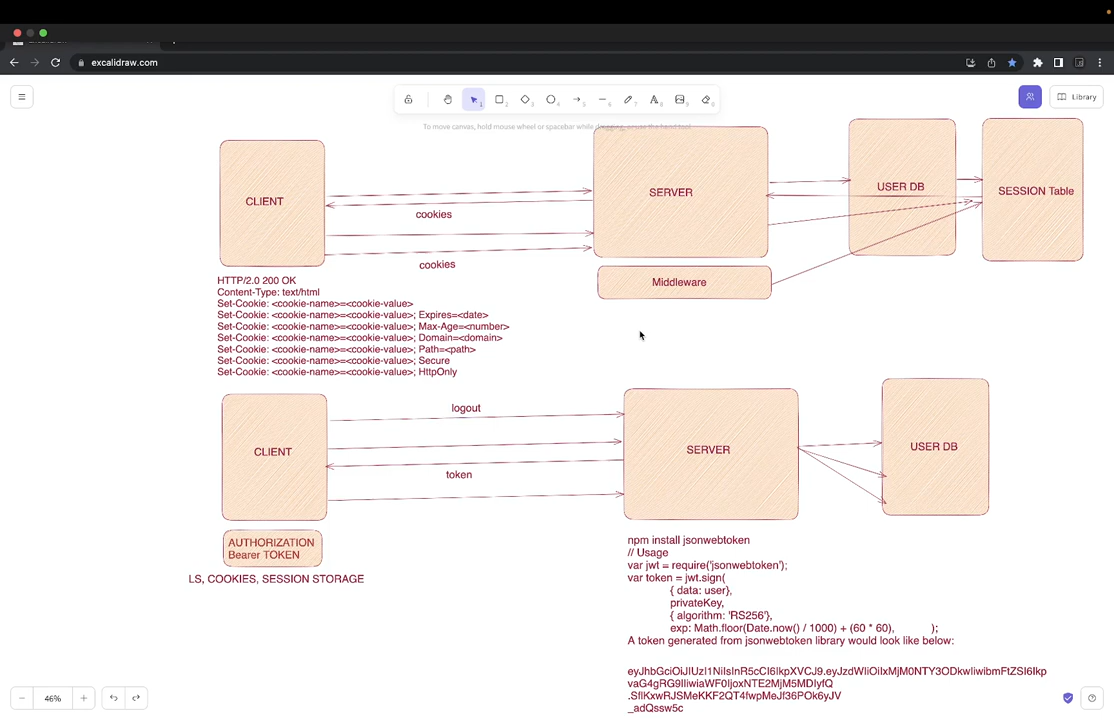 excalidraw.com
Library
To move canvas, hold mouse wheel or spacebar while
CLIENT
SERVER
USER DB
SESSION Table
cookies
cookies
Middleware
HTTP/2.0 200 OK
Content-Type: text/html
Set-Cookie: <cookie-name>=<cookie-value>
Set-Cookie: <cookie-name>=<cookie-value>; Expires=<date>
Set-Cookie: <cookie-name>=<cookie-value>; Max-Age=<number>
Set-Cookie: <cookie-name>=<cookie-value>; Domain=<domain>
Set-Cookie: <cookie-name>=<cookie-value>; Path=<path>
Set-Cookie: <cookie-name>=<cookie-value>; Secure
Set-Cookie: <cookie-name>=<cookie-value>; HttpOnly
logout
CLIENT
SERVER
USER DB
token
AUTHORIZATION
Bearer TOKEN
LS, COOKIES, SESSION STORAGE
npm install jsonwebtoken
// Usage
var jwt = require('jsonwebtoken');
var token = jwt.sign(
{ data: user},
privateKey,
{ algorithm: 'RS256'},
exp: Math.floor(Date.now() / 1000) + (60 * 60), );
A token generated from jsonwebtoken library would look like below:
eyJhbGciOiJIUzI1NiIsInR5cCI6IkpXVCJ9.eyJzdWIiOiIxMjM0NTY3ODkwIiwibmFtZSI6Ikp
vaG4gRG9lIiwiaWF0IjoxNTE2MjM5MDIyfQ
.SflKxwRJSMeKKF2QT4fwpMeJf36POk6yJV
_adQssw5c
46%